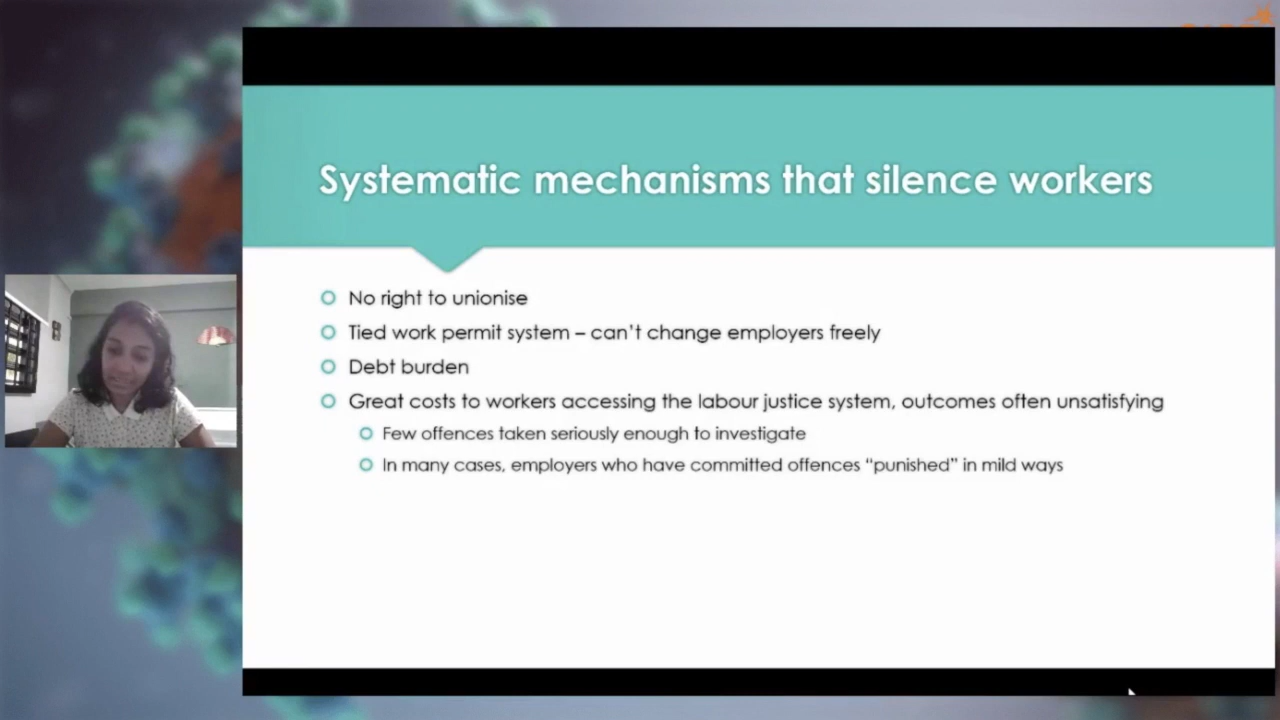 Systematic mechanisms that silence workers
No right to unionise
Tied work permit system – can't change employers freely
Debt burden
Great costs to workers accessing the labour justice system, outcomes often unsatisfying
Few offences taken seriously enough to investigate
In many cases, employers who have committed offences “punished” in mild ways